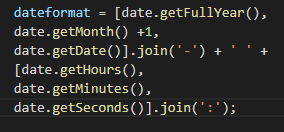 dateformat = [date.getFullYear(),
date.getMonth() +1,
date.getDate()].join('-') + ' ' +
[date.getHours(),
date.getMinutes(),
date.getSeconds()].join(':');